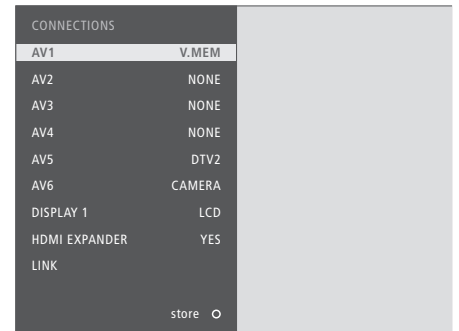 CONNECTIONS
AV1 V.MEM
AV2 NONE
AV3 NONE
AV4 NONE
AV5 DTV2
AV6 CAMERA
DISPLAY 1 LCD
HDMI EXPANDER YES
LINK
store